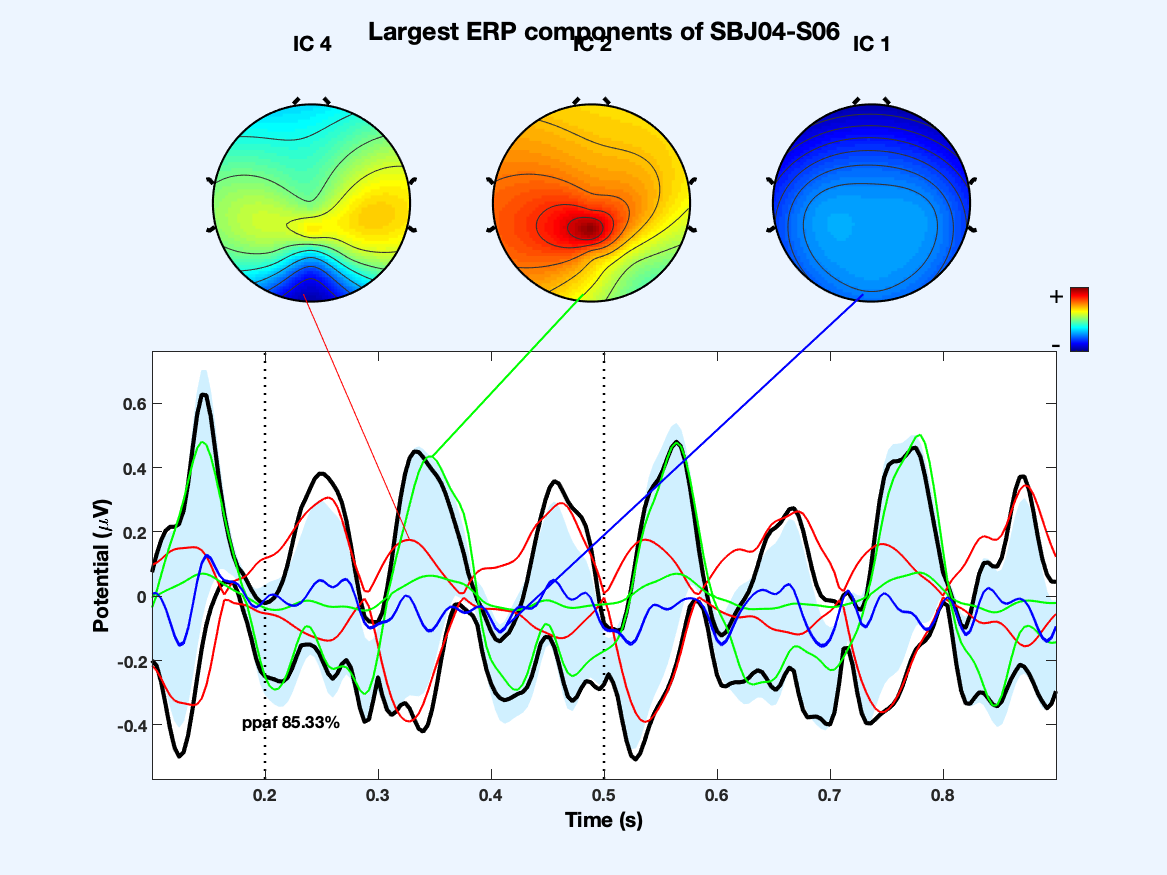 Largest ERP components of SBJ04-S06
IC 4
IC 2
IC 1
+
-
0.6
0.4
0.2
0
-0.2
-0.4
Potential (μV)
ppaf 85.33%
0.2
0.3
0.4
0.5
0.6
0.7
0.8
Time (s)